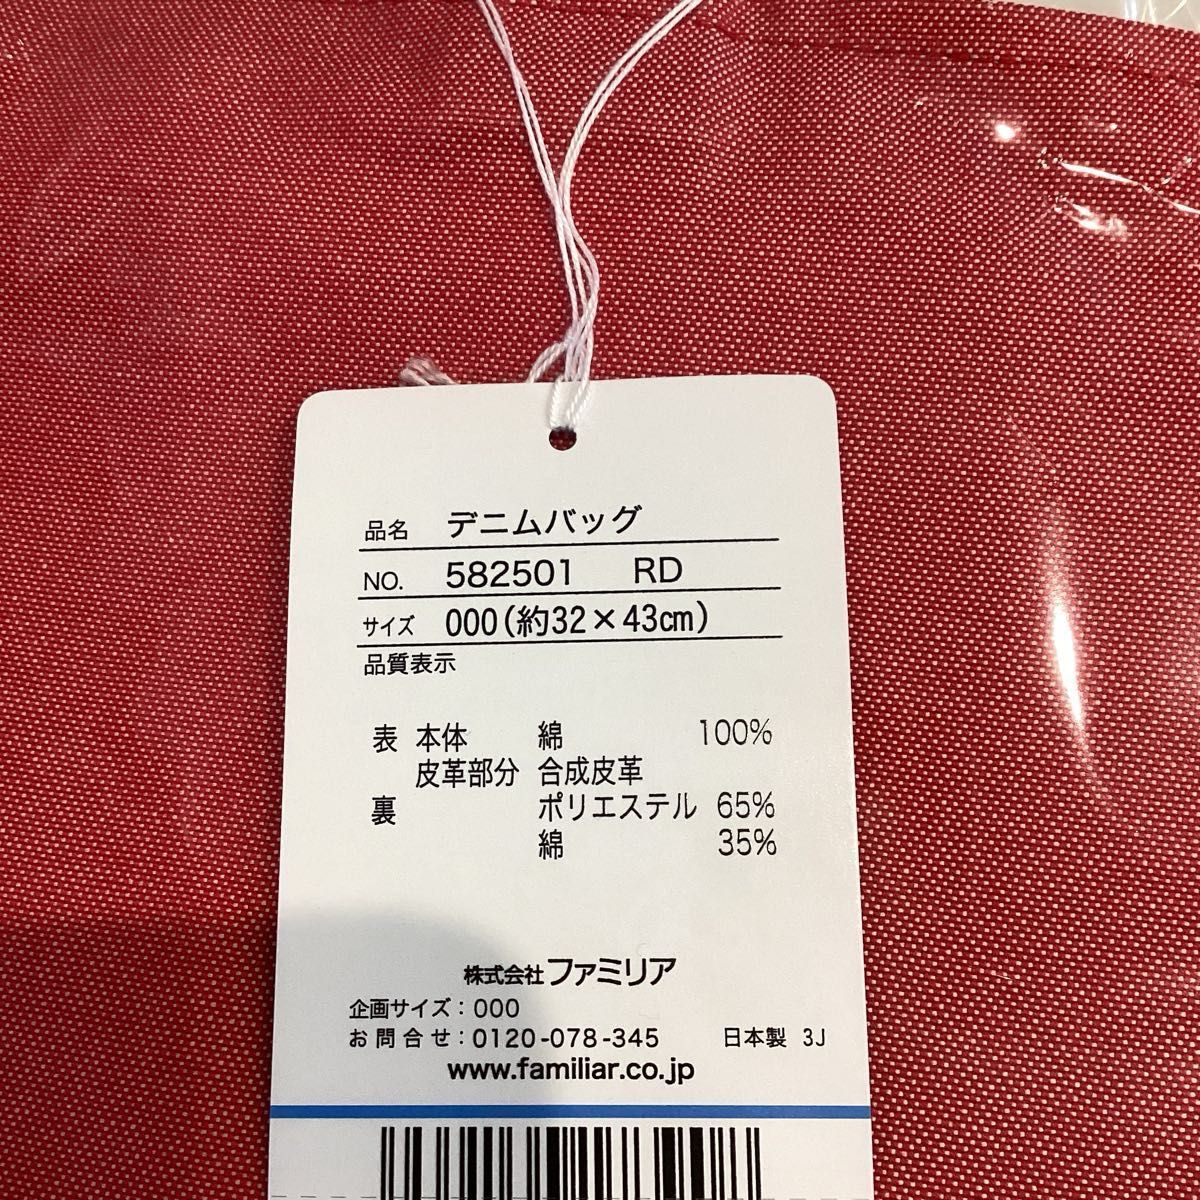 品名 デニムバッグ
NO. 582501 RD
サイズ 000(約32×43cm)
品質表示
表 本体 綿 100%
皮革部分 合成皮革
裏 ポリエステル 65%
綿 35%
株式会社ファミリア
企画サイズ:000
お問合せ:0120-078-345 日本製 3J
www.familiar.co.jp